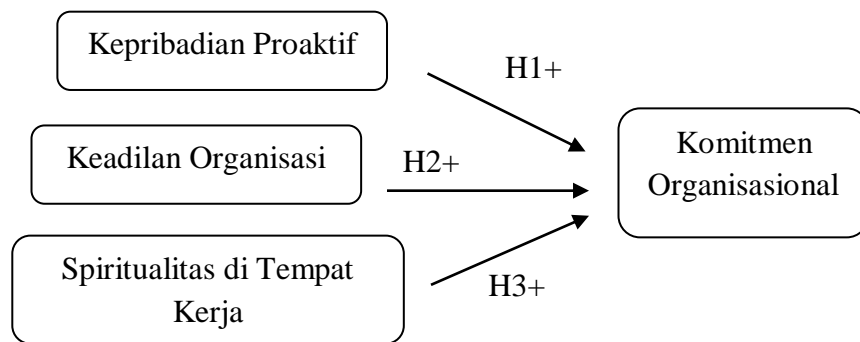 Kepribadian Proaktif
H1+
Keadilan Organisasi
H2+
Komitmen
Organisasional
Spiritualitas di Tempat
Kerja
H3+